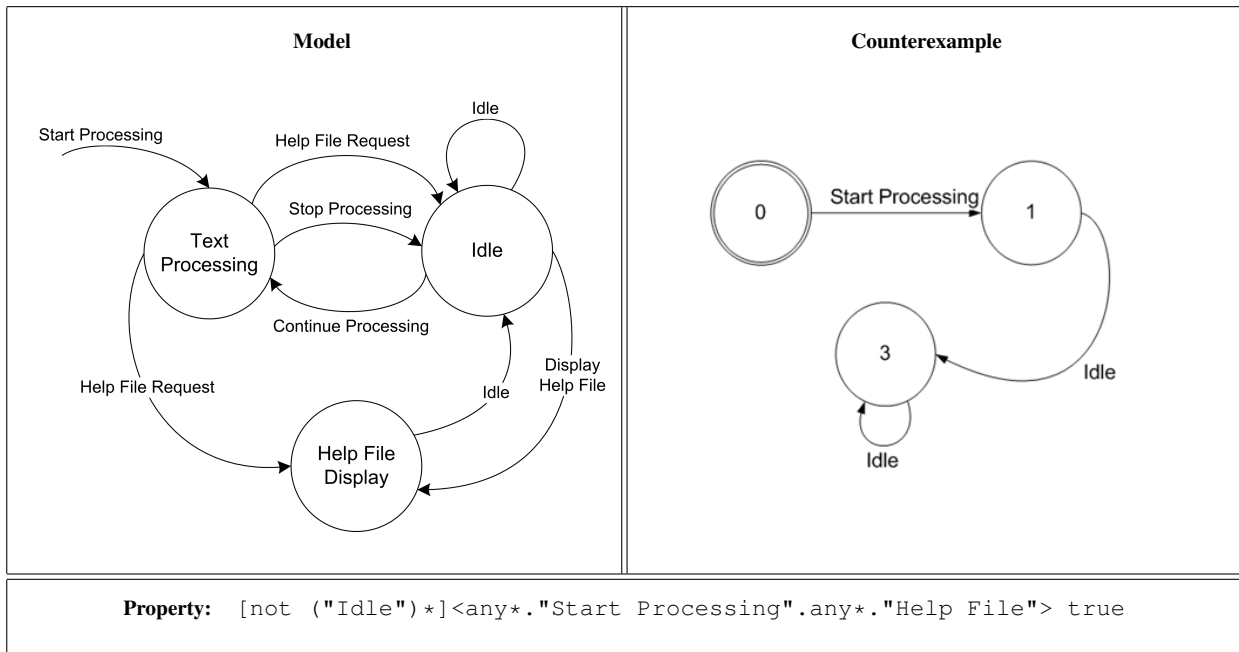 Model
Idle
Start Processing
Help File Request
Stop Processing
Text
Processing
Idle
Continue Processing
Display
Help File
Help File Request
Idle
Help File
Display
Counterexample
0
Start Processing
1
3
Idle
Idle
Property: [not ("Idle")*]<any*."Start Processing".any*."Help File"> true